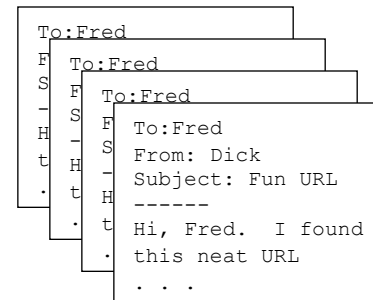 To:Fred
F
S
-
H
t
.
To:Fred
F
S
-
H
t
.
To:Fred
F
S
-
H
t
.
To:Fred
From: Dick
Subject: Fun URL
------
Hi, Fred.  I found
this neat URL
. . .